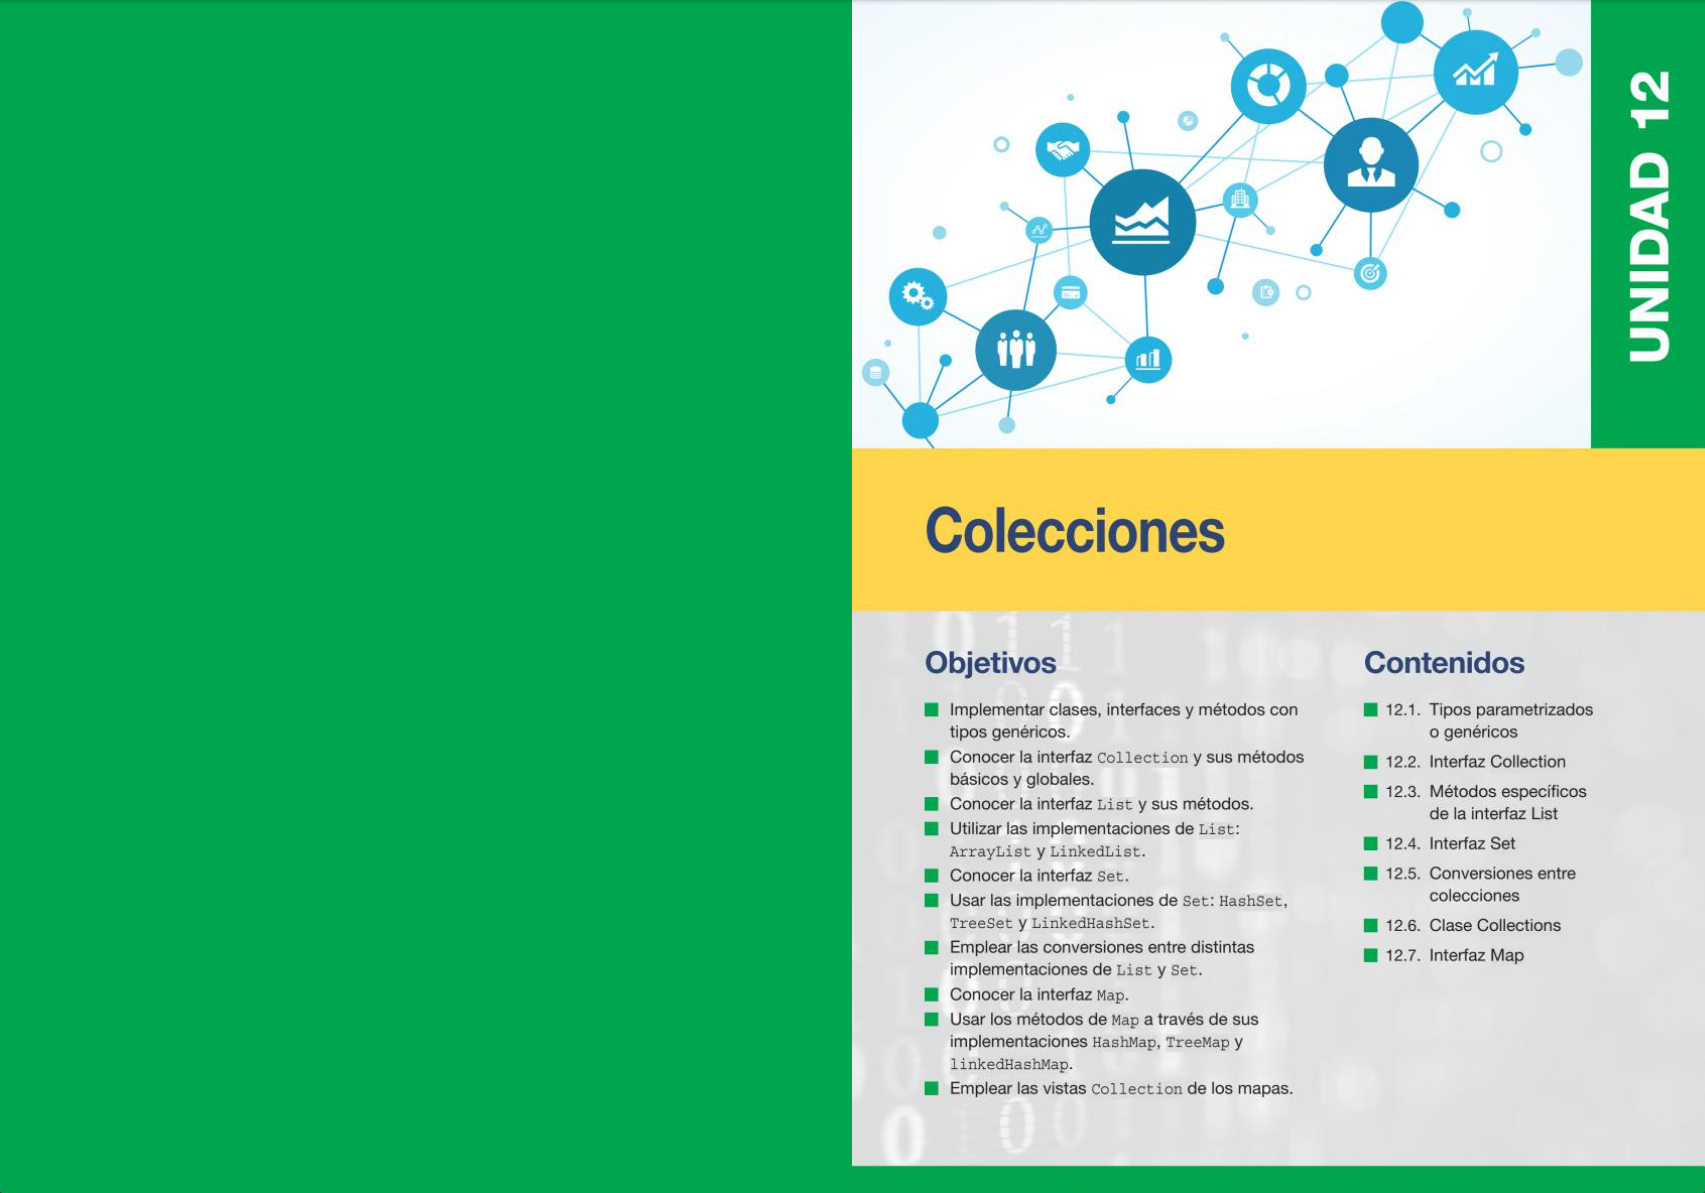 UNIDAD 12
Colecciones
Objetivos
Implementar clases, interfaces y métodos con
tipos genéricos.
Conocer la interfaz Collection y sus métodos
básicos y globales.
Conocer la interfaz List y sus métodos.
Utilizar las implementaciones de List:
ArrayList y LinkedList.
Conocer la interfaz Set.
Usar las implementaciones de Set: HashSet,
TreeSet y LinkedHashSet.
Emplear las conversiones entre distintas
implementaciones de List y Set.
Conocer la interfaz Map.
Usar los métodos de Map a través de sus
implementaciones HashMap, TreeMap y
linkedHashMap.
Emplear las vistas Collection de los mapas.
Contenidos
12.1. Tipos parametrizados
o genéricos
12.2. Interfaz Collection
12.3. Métodos específicos
de la interfaz List
12.4. Interfaz Set
12.5. Conversiones entre
colecciones
12.6. Clase Collections
12.7. Interfaz Map